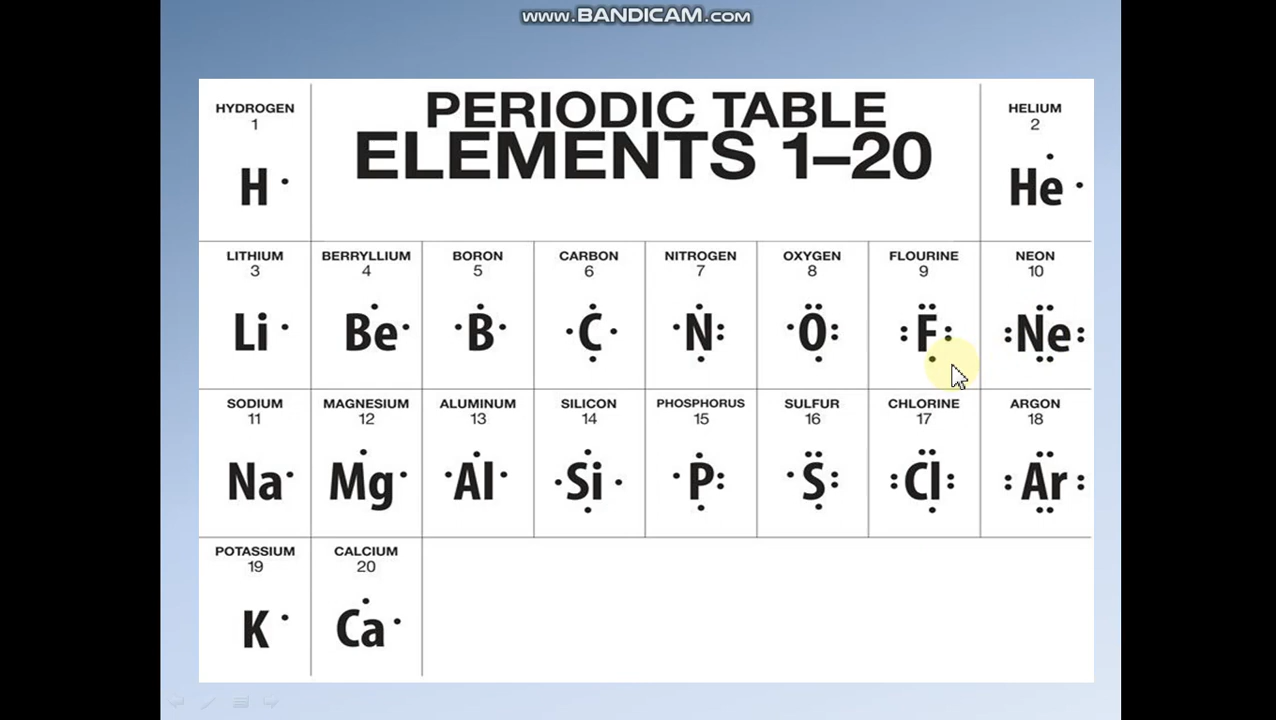 www.BANDICAM.com
PERIODIC TABLE
ELEMENTS 1–20
HYDROGEN
1
H
HELIUM
2
He
LITHIUM
3
Li
BERRYLLIUM
4
Be
BORON
5
B
CARBON
6
C
NITROGEN
7
N
OXYGEN
8
O
FLOURINE
9
F
NEON
10
Ne
SODIUM
11
Na
MAGNESIUM
12
Mg
ALUMINUM
13
Al
SILICON
14
Si
PHOSPHORUS
15
P
SULFUR
16
S
CHLORINE
17
Cl
ARGON
18
Ar
POTASSIUM
19
K
CALCIUM
20
Ca